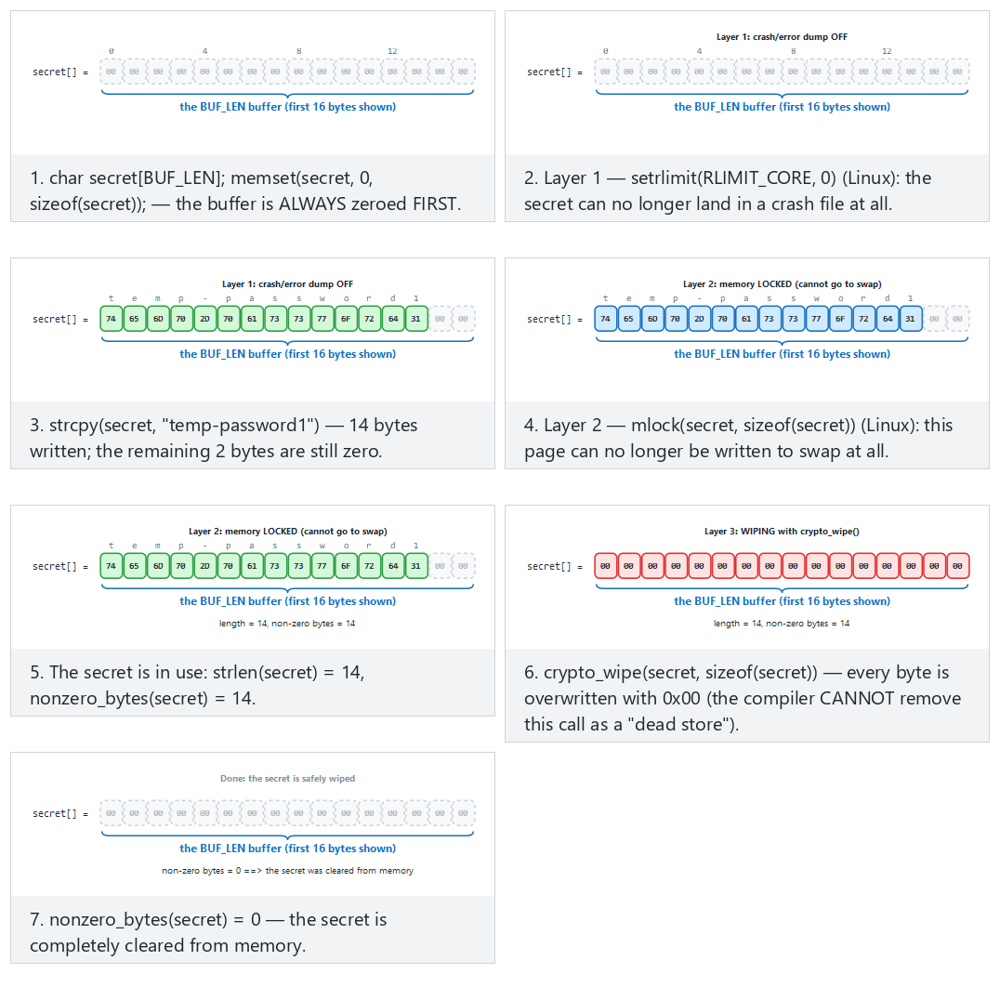 0 4 8 12
secret[] = 00 00 00 00 00 00 00 00 00 00 00 00 00 00 00 00
the BUF_LEN buffer (first 16 bytes shown)
1. char secret[BUF_LEN]; memset(secret, 0,
sizeof(secret)); — the buffer is ALWAYS zeroed FIRST.
Layer 1: crash/error dump OFF
0 4 8 12
secret[] = 00 00 00 00 00 00 00 00 00 00 00 00 00 00 00 00
the BUF_LEN buffer (first 16 bytes shown)
2. Layer 1 — setrlimit(RLIMIT_CORE, 0) (Linux): the
secret can no longer land in a crash file at all.
Layer 1: crash/error dump OFF
t e m p - p a s s w o r d 1
secret[] = 74 65 6D 70 2D 70 61 73 73 77 6F 72 64 31 00 00
the BUF_LEN buffer (first 16 bytes shown)
3. strcpy(secret, "temp-password1") — 14 bytes
written; the remaining 2 bytes are still zero.
Layer 2: memory LOCKED (cannot go to swap)
t e m p - p a s s w o r d 1
secret[] = 74 65 6D 70 2D 70 61 73 73 77 6F 72 64 31 00 00
the BUF_LEN buffer (first 16 bytes shown)
4. Layer 2 — mlock(secret, sizeof(secret)) (Linux): this
page can no longer be written to swap at all.
Layer 2: memory LOCKED (cannot go to swap)
t e m p - p a s s w o r d 1
secret[] = 74 65 6D 70 2D 70 61 73 73 77 6F 72 64 31 00 00
the BUF_LEN buffer (first 16 bytes shown)
length = 14, non-zero bytes = 14
5. The secret is in use: strlen(secret) = 14,
nonzero_bytes(secret) = 14.
Layer 3: WIPING with crypto_wipe()
secret[] = 00 00 00 00 00 00 00 00 00 00 00 00 00 00 00 00
the BUF_LEN buffer (first 16 bytes shown)
length = 14, non-zero bytes = 14
6. crypto_wipe(secret, sizeof(secret)) — every byte is
overwritten with 0x00 (the compiler CANNOT remove
this call as a "dead store").
Done: the secret is safely wiped
secret[] = 00 00 00 00 00 00 00 00 00 00 00 00 00 00 00 00
the BUF_LEN buffer (first 16 bytes shown)
non-zero bytes = 0 ==> the secret was cleared from memory
7. nonzero_bytes(secret) = 0 — the secret is
completely cleared from memory.